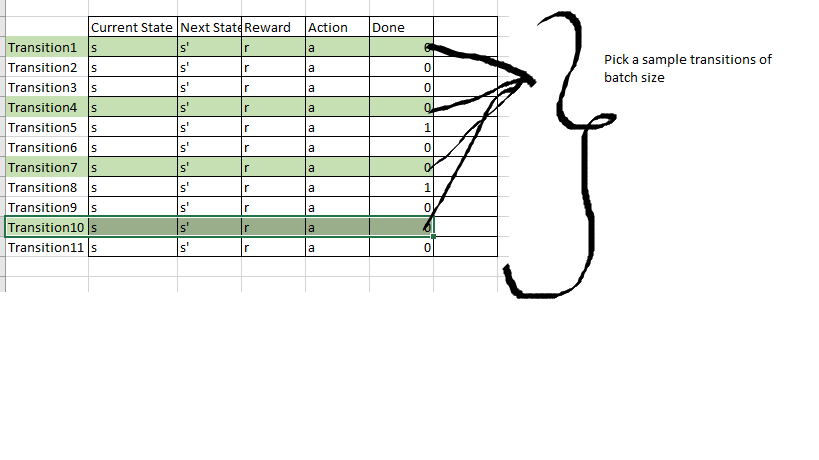 Current State Next State Reward Action Done
Transition1 s s' r a 0
Transition2 s s' r a 0
Transition3 s s' r a 0
Transition4 s s' r a 0
Transition5 s s' r a 1
Transition6 s s' r a 0
Transition7 s s' r a 0
Transition8 s s' r a 1
Transition9 s s' r a 0
Transition10 s s' r a 0
Transition11 s s' r a 0
Pick a sample transitions of
batch size